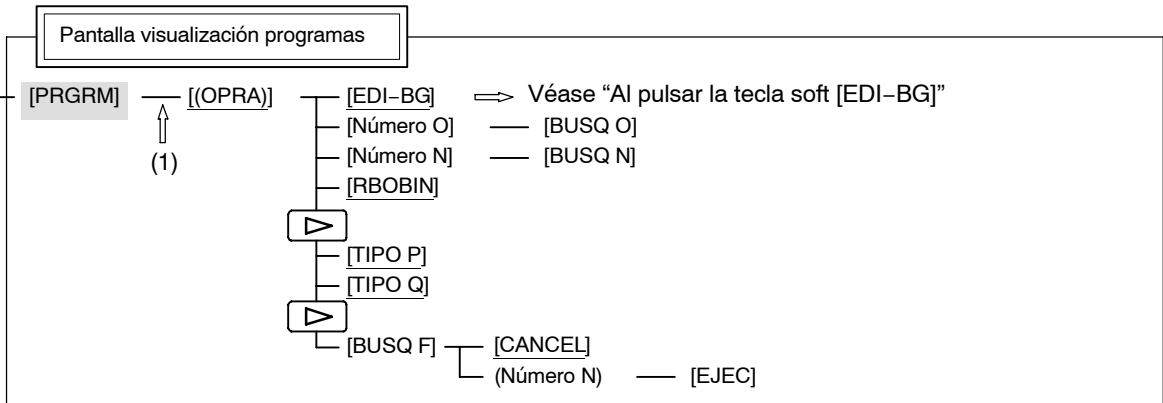 Pantalla visualización programas
[PRGRM] [(OPRA)] [EDI–BG] Véase “Al pulsar la tecla soft [EDI–BG]”
[Número O] [BUSQ O]
(1) [Número N] [BUSQ N]
[RBOBIN]
[TIPO P]
[TIPO Q]
[BUSQ F] [CANCEL]
(Número N) [EJEC]